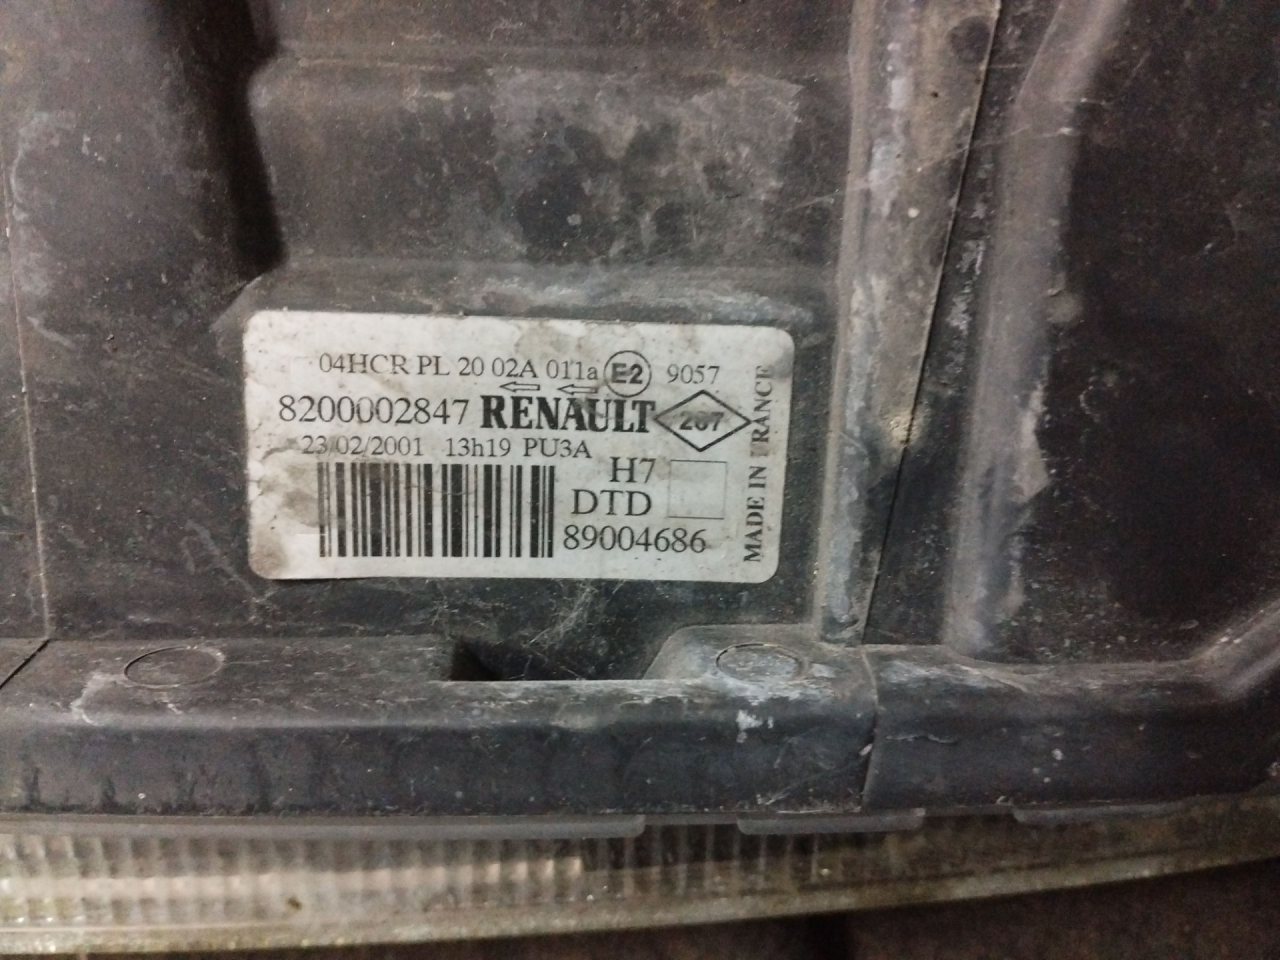 04HCR PL 20 02A 011a E2 9057
8200002847 RENAULT 267
23/02/2001 13h19 PU3A
H7
DTD
89004686
MADE IN FRANCE